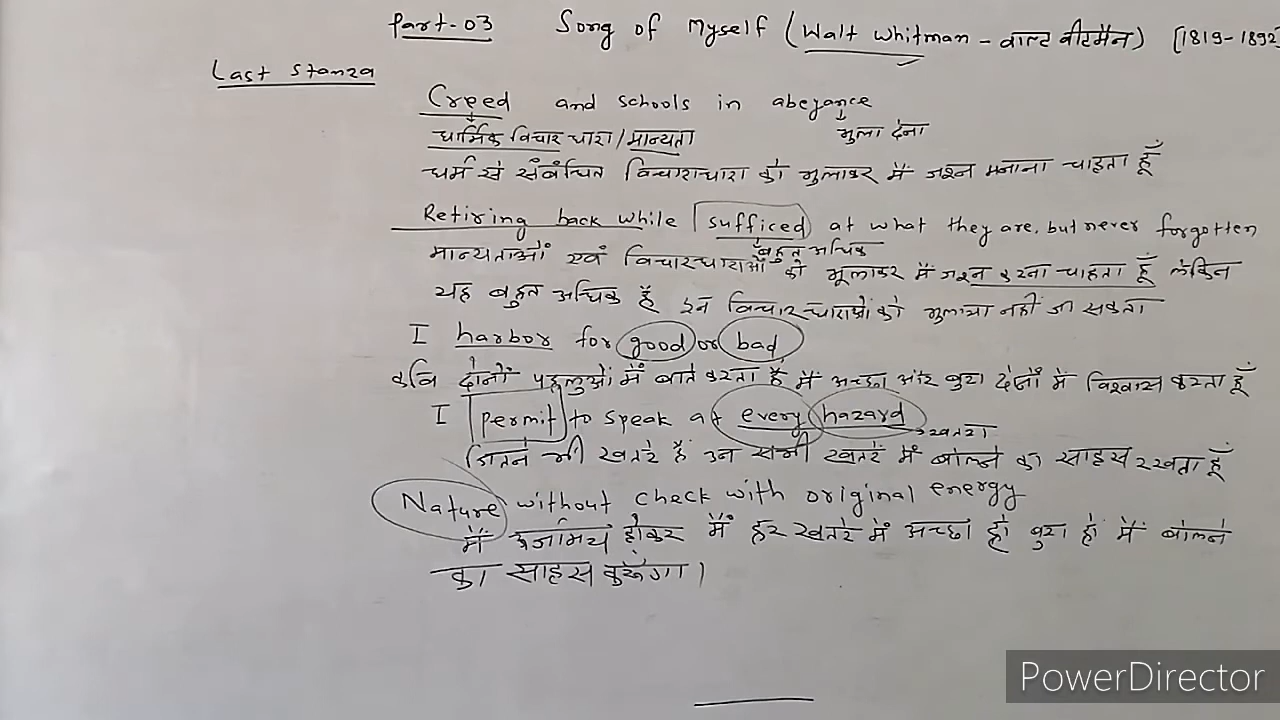 Part-03 Song of Myself (Walt Whitman - वाल्ट वीटमैन) [1819-1892
Last Stanza
Creed and schools in abeyance
धार्मिक विचार धारा/मान्यता भुला देना
धर्म से संबंधित विचाराधारा को भुलाकर मैं जश्न मनाना चाहता हूँ
Retiring back while sufficed at what they are, but never forgotten
बहुत अधिक
मान्यताओं एवं विचारधाराओं को भूलाकर मैं जश्न करना चाहता हूँ लेकिन
यह बहुत अधिक है इन विचारधाराओं को भुलाया नहीं जा सकता
I harbor for good or bad
कवि दोनों पहलुओं में बात करता है मैं अच्छा और बुरा दोनों में विश्वास करता हूँ
I permit to speak at every hazard
खतरा
जितने भी खतरे हैं उन सभी खतरें में बोलने का साहस रखता हूँ
Nature without check with original energy
मैं ऊर्जामय होकर मैं हर खतरे में अच्छा हो बुरा हो मैं बोलने
का साहस करूँगा।
PowerDirector